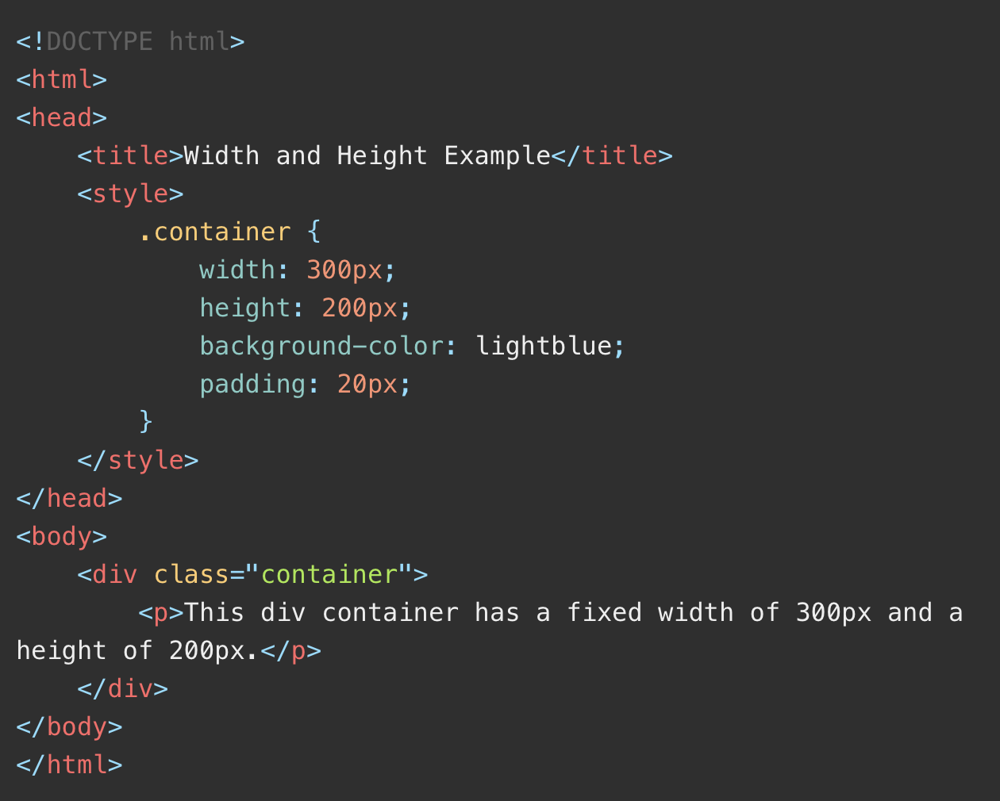 <!DOCTYPE html>
<html>
<head>
    <title>Width and Height Example</title>
    <style>
        .container {
            width: 300px;
            height: 200px;
            background-color: lightblue;
            padding: 20px;
        }
    </style>
</head>
<body>
    <div class="container">
        <p>This div container has a fixed width of 300px and a
height of 200px.</p>
    </div>
</body>
</html>